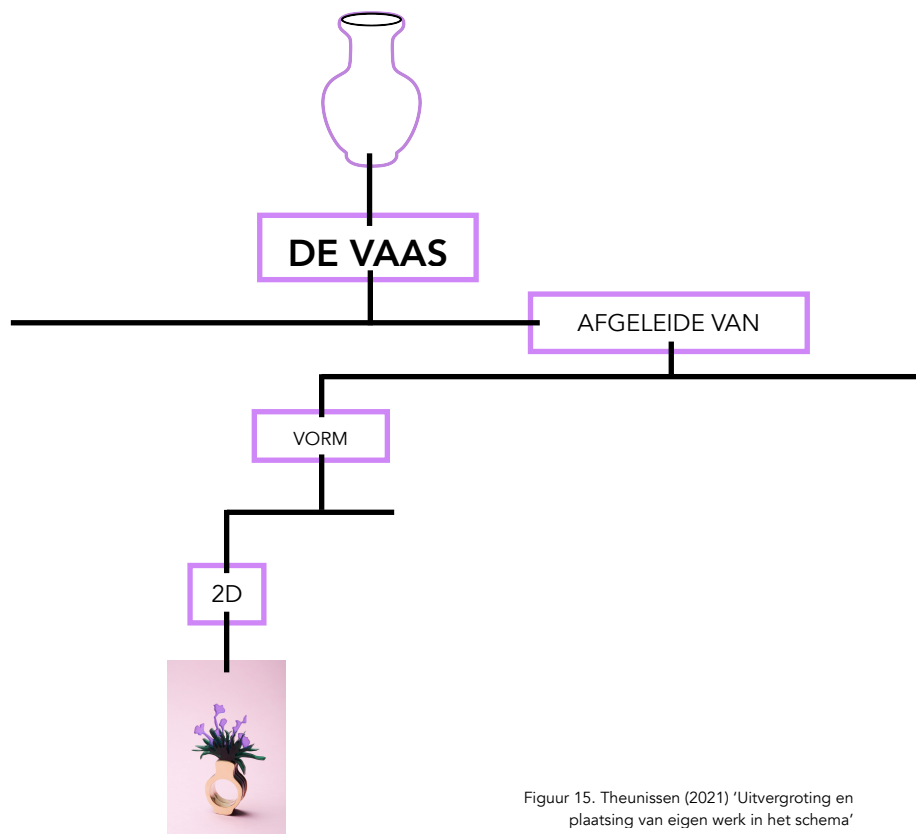 DE VAAS
AFGELEIDE VAN
VORM
2D
Figuur 15. Theunissen (2021) ‘Uitvergroting en
plaatsing van eigen werk in het schema’